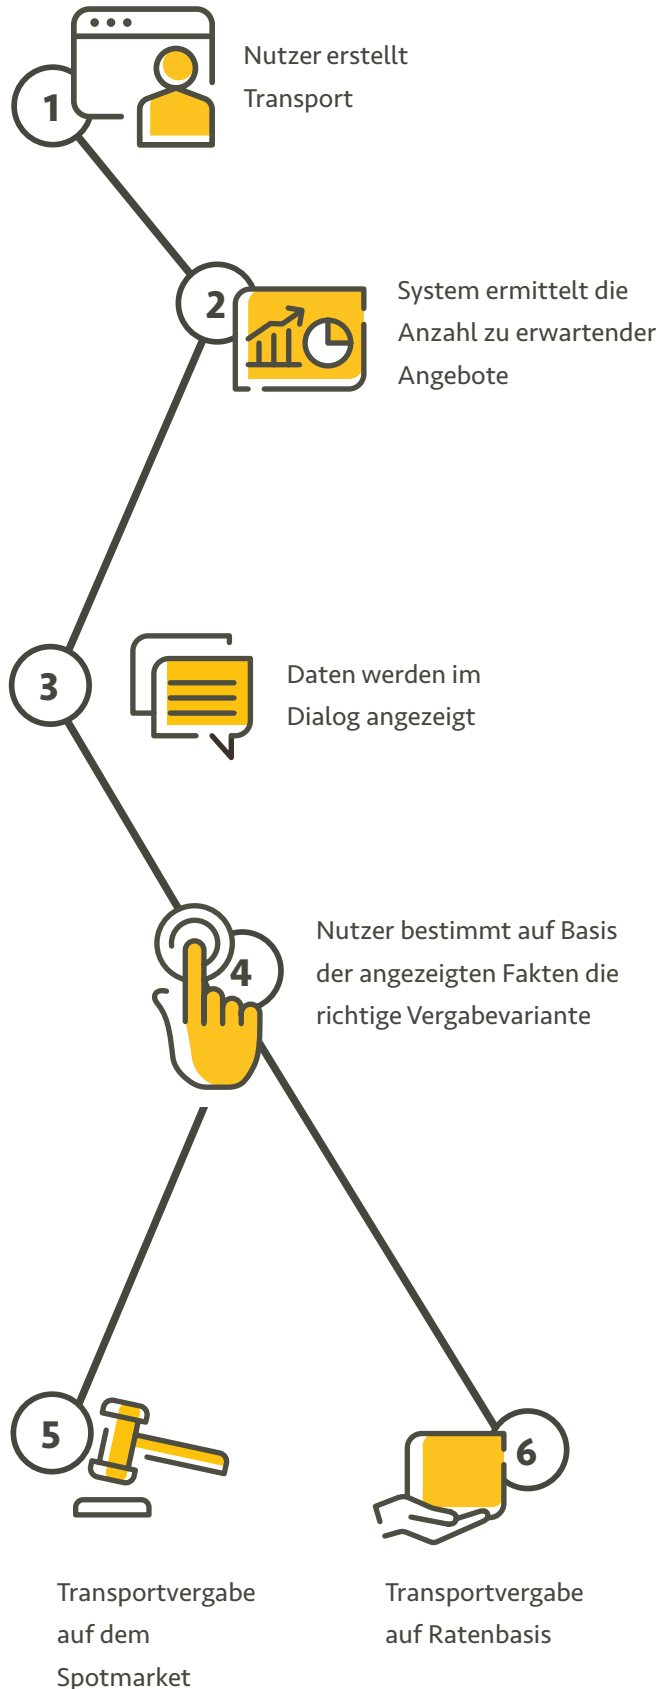 1
Nutzer erstellt
Transport
2
System ermittelt die
Anzahl zu erwartender
Angebote
3
Daten werden im
Dialog angezeigt
4
Nutzer bestimmt auf Basis
der angezeigten Fakten die
richtige Vergabevariante
5
Transportvergabe
auf dem
Spotmarket
6
Transportvergabe
auf Ratenbasis